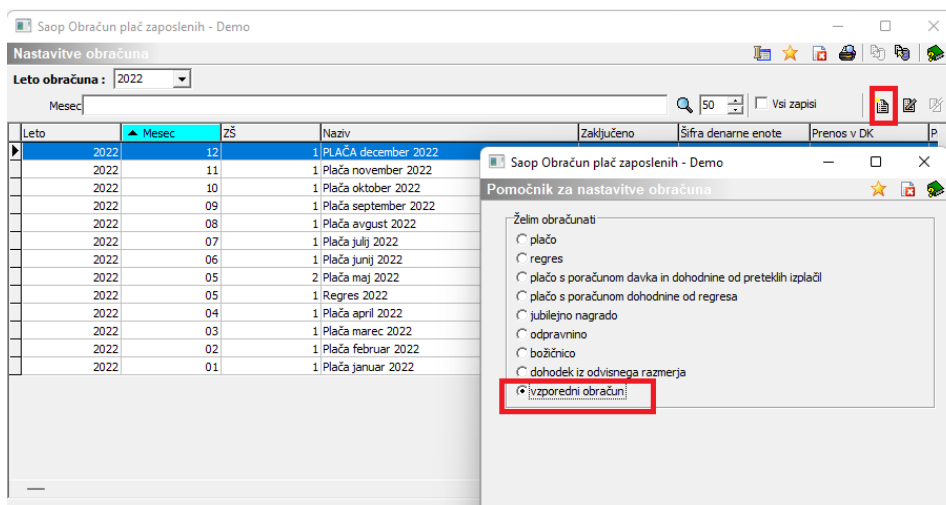 Saop Obračun plač zaposlenih - Demo
Nastavitve obračuna
Leto obračuna : 2022
Mesec 50 Vsi zapisi
Leto Mesec ZŠ Naziv Zaključeno Šifra denarne enote Prenos v DK P
2022 12 1 PLAČA december 2022
2022 11 1 Plača november 2022
2022 10 1 Plača oktober 2022
2022 09 1 Plača september 2022
2022 08 1 Plača avgust 2022
2022 07 1 Plača julij 2022
2022 06 1 Plača junij 2022
2022 05 2 Plača maj 2022
2022 05 1 Regres 2022
2022 04 1 Plača april 2022
2022 03 1 Plača marec 2022
2022 02 1 Plača februar 2022
2022 01 1 Plača januar 2022
Saop Obračun plač zaposlenih - Demo
Pomočnik za nastavitve obračuna
Želim obračunati
plačo
regres
plačo s poračunom davka in dohodnine od preteklih izplačil
plačo s poračunom dohodnine od regresa
jubilejno nagrado
odpravnino
božičnico
dohodek iz odvisnega razmerja
vzporedni obračun